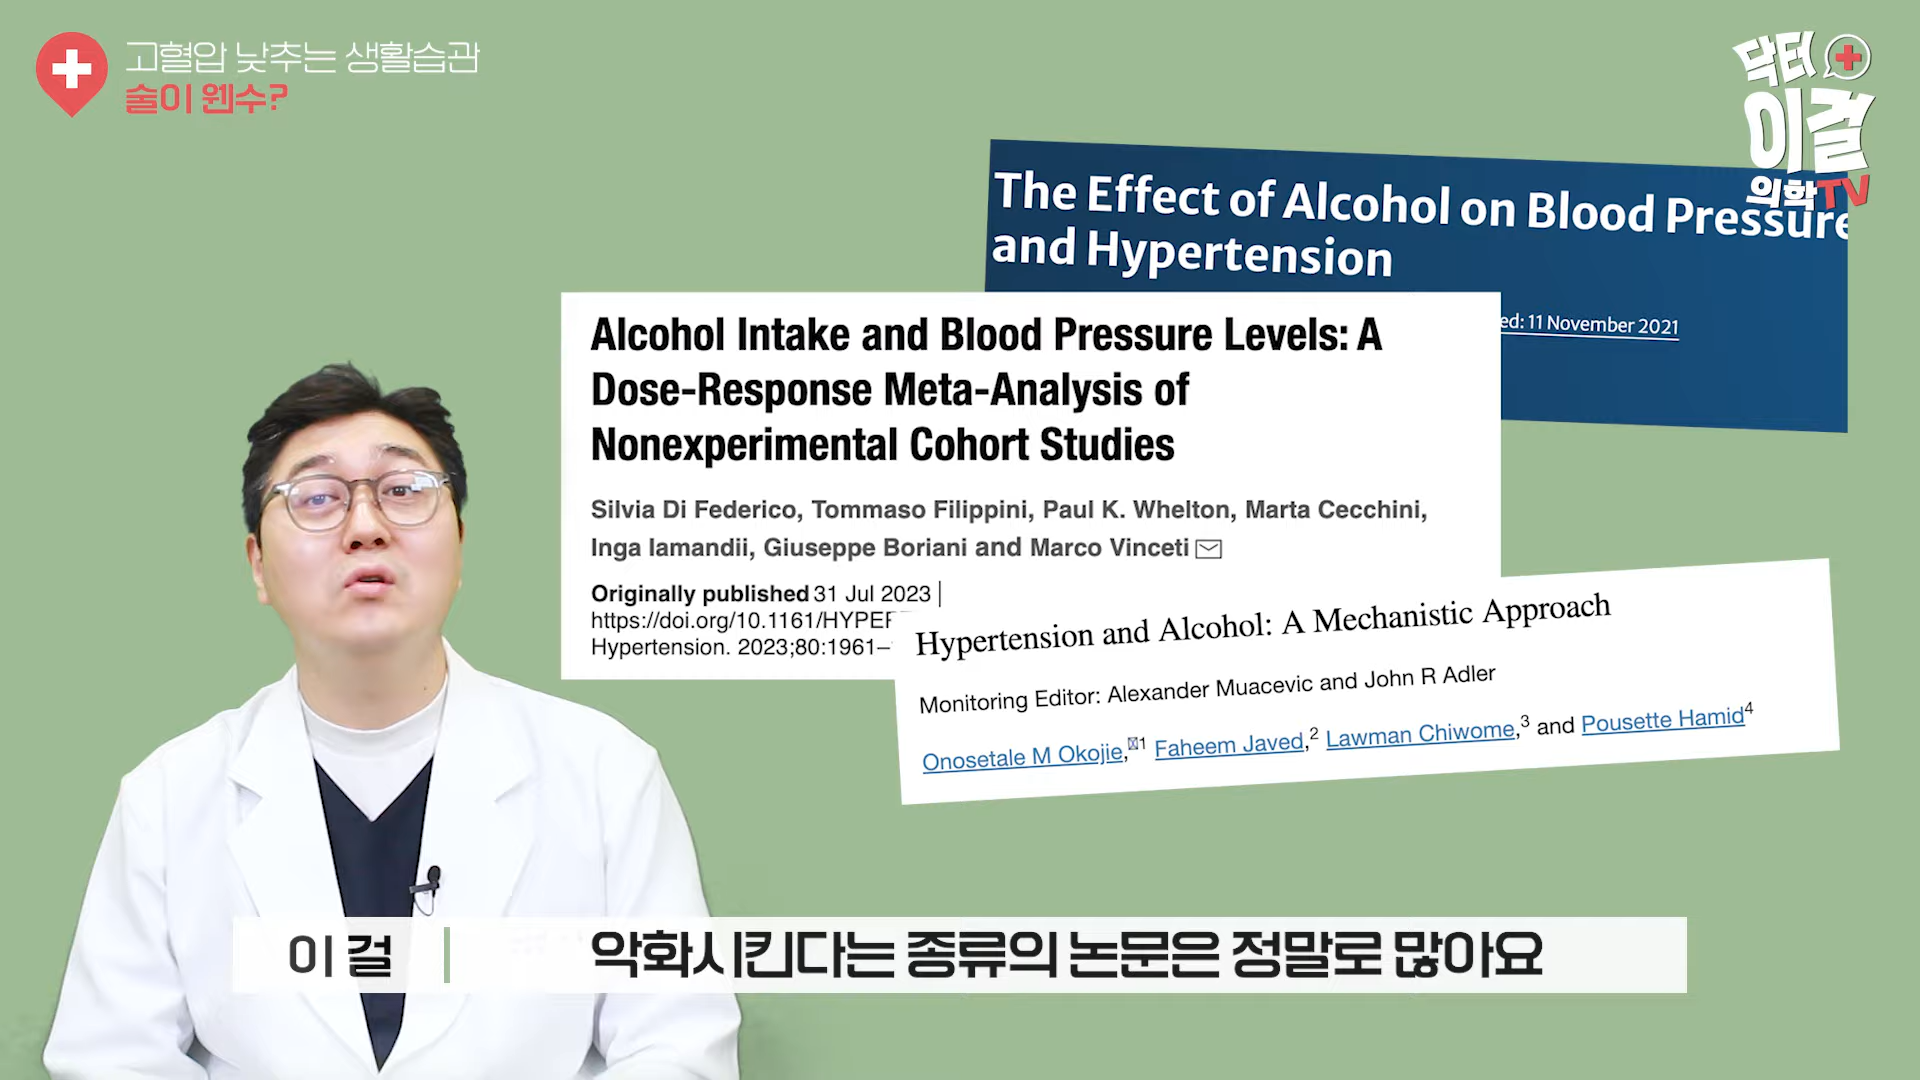 고혈압 낮추는 생활습관
술이 웬수?
닥터
이걸
의학TV
The Effect of Alcohol on Blood Pressure
and Hypertension
ed: 11 November 2021
Alcohol Intake and Blood Pressure Levels: A
Dose-Response Meta-Analysis of
Nonexperimental Cohort Studies
Silvia Di Federico, Tommaso Filippini, Paul K. Whelton, Marta Cecchini,
Inga Iamandii, Giuseppe Boriani and Marco Vinceti
Originally published 31 Jul 2023 |
https://doi.org/10.1161/HYPER
Hypertension. 2023;80:1961–
Hypertension and Alcohol: A Mechanistic Approach
Monitoring Editor: Alexander Muacevic and John R Adler
Onosetale M Okojie,1 Faheem Javed,2 Lawman Chiwome,3 and Pousette Hamid4
이 걸 악화시킨다는 종류의 논문은 정말로 많아요